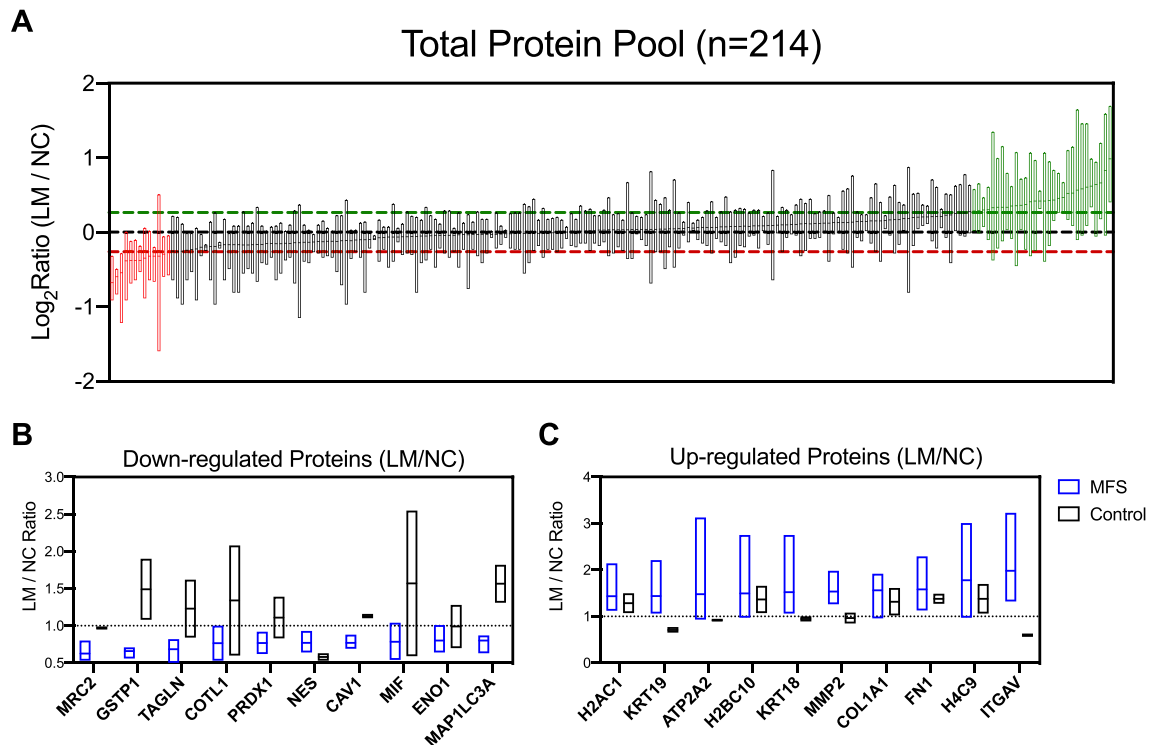 A
Total Protein Pool (n=214)
Log2Ratio (LM / NC)
2
1
0
-1
-2
B
Down-regulated Proteins (LM/NC)
LM / NC Ratio
3.0
2.5
2.0
1.5
1.0
0.5
MRC2
GSTP1
TAGLN
COTL1
PRDX1
NES
CAV1
MIF
ENO1
MAP1LC3A
C
Up-regulated Proteins (LM/NC)
LM / NC Ratio
4
3
2
1
0
H2AC1
KRT19
ATP2A2
H2BC10
KRT18
MMP2
COL1A1
FN1
H4C9
ITGAV
MFS
Control